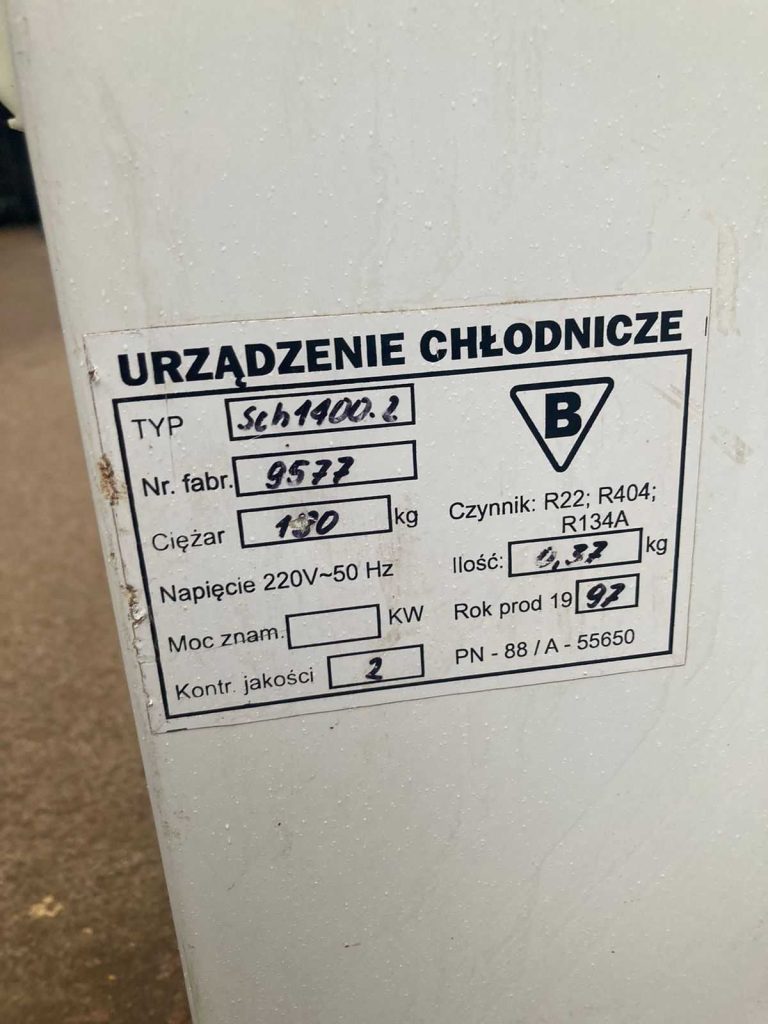 URZĄDZENIE CHŁODNICZE
TYP Sch1400.2
B
Nr. fabr. 9577
Ciężar kg
Czynnik: R22; R404;
R134A
Napięcie 220V~50 Hz
Ilość: 0,37 kg
Moc znam. KW
Rok prod 19 97
Kontr. jakości 2
PN - 88 / A - 55650